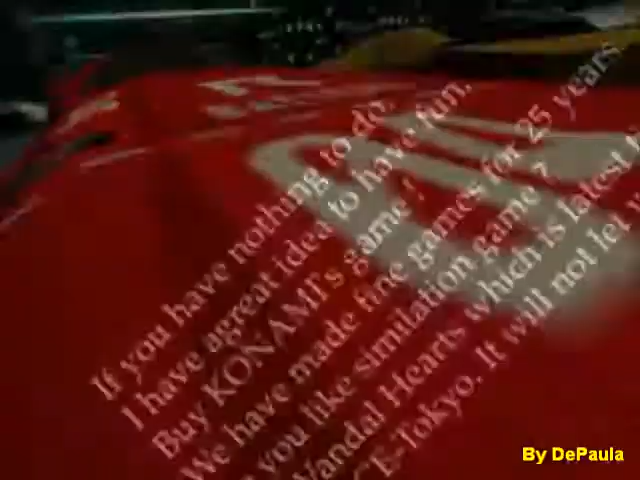 If you have nothing to do.
I have agreat idea to have fun.
Buy KONAMI's game !
We have made fine games for 25 years.
you like similation game ?
Vandal Hearts which is latest
CE-Tokyo. It will not let
By DePaula